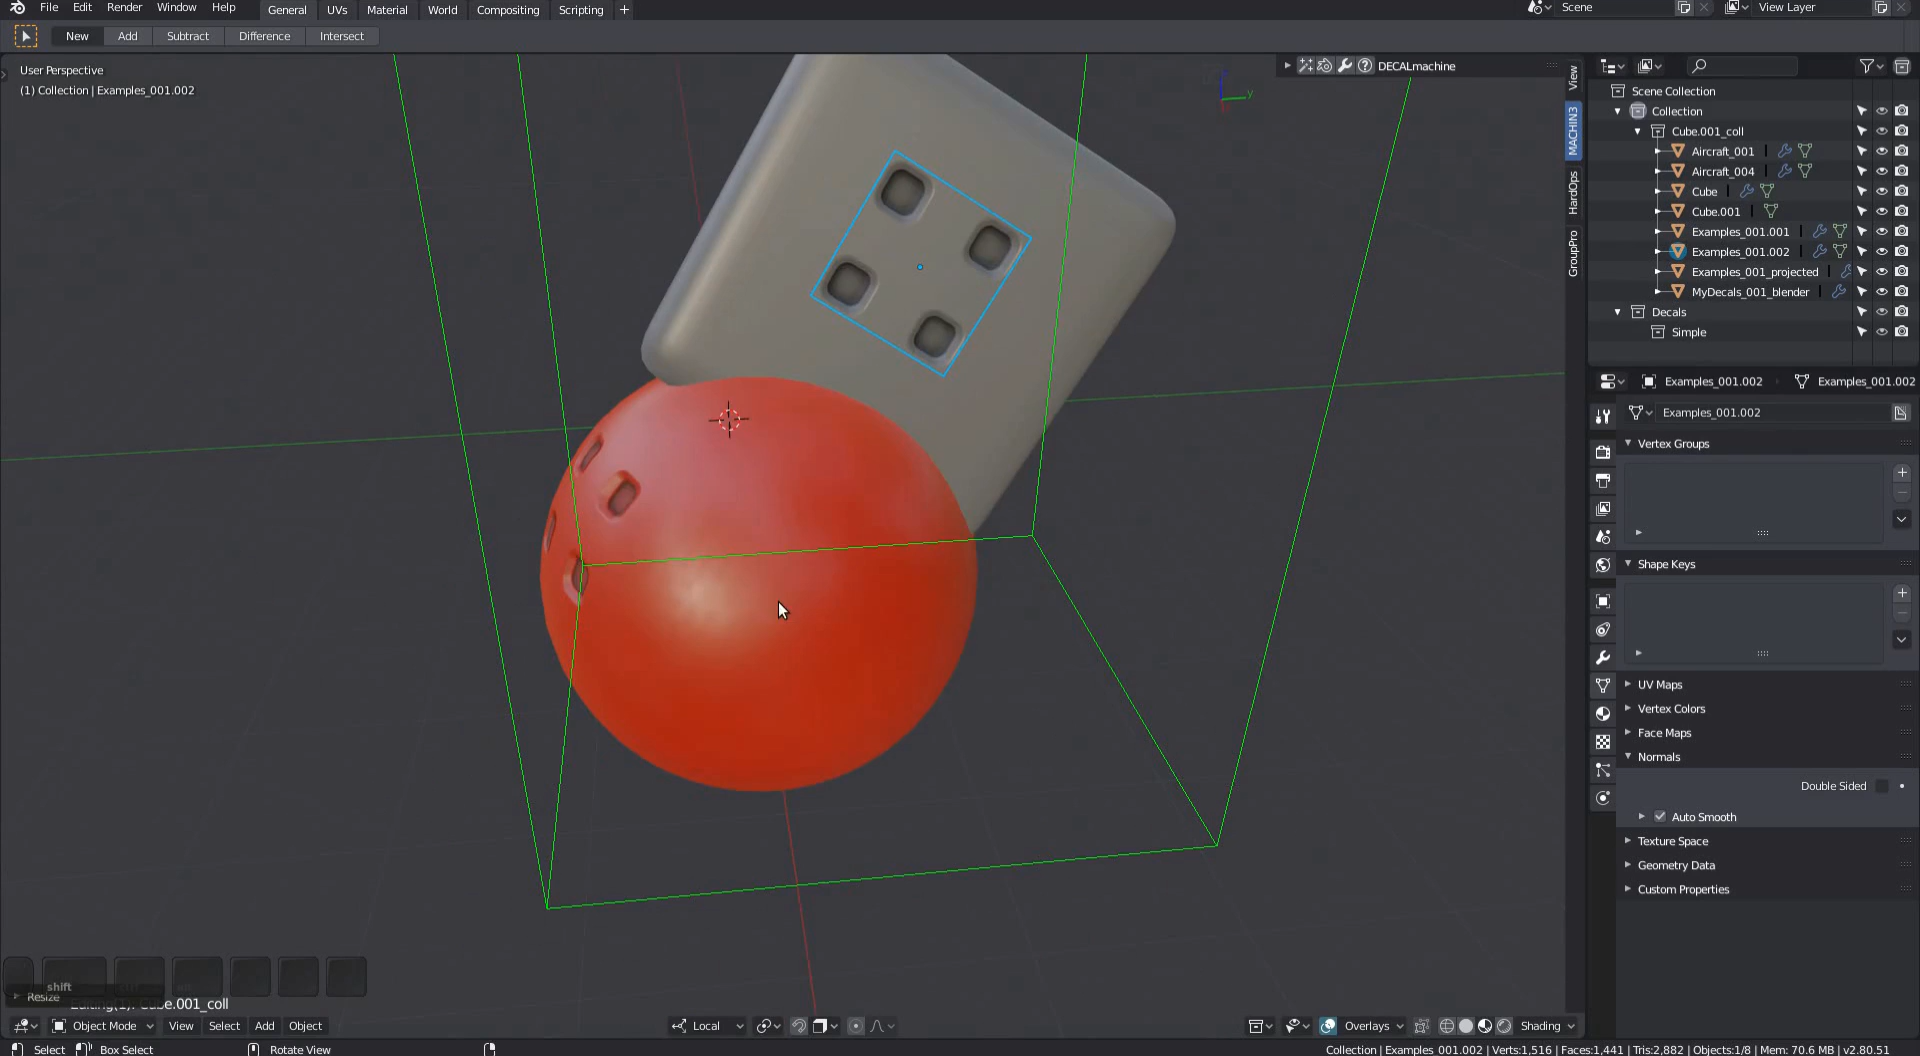 File Edit Render Window Help General UVs Material World Compositing Scripting + Scene View Layer
New Add Subtract Difference Intersect
User Perspective
(1) Collection | Examples_001.002
DECALmachine
y
View
MACHIN3
HardOps
GroupPro
Scene Collection
Collection
Cube.001_coll
Aircraft_001
Aircraft_004
Cube
Cube.001
Examples_001.001
Examples_001.002
Examples_001_projected
MyDecals_001_blender
Decals
Simple
Examples_001.002 Examples_001.002
Examples_001.002
Vertex Groups
Shape Keys
UV Maps
Vertex Colors
Face Maps
Normals
Double Sided
Auto Smooth
Texture Space
Geometry Data
Custom Properties
shift
Resize
Object Mode View Select Add Object Local Overlays Shading
Select Box Select Rotate View Collection | Examples_001.002 | Verts:1,516 | Faces:1,441 | Tris:2,882 | Objects:1/8 | Mem: 70.6 MB | v2.80.51